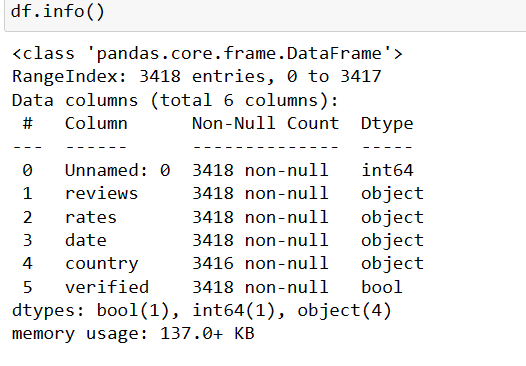 df.info()
<class 'pandas.core.frame.DataFrame'>
RangeIndex: 3418 entries, 0 to 3417
Data columns (total 6 columns):
 #   Column      Non-Null Count  Dtype
---  ------      --------------  -----
 0   Unnamed: 0  3418 non-null   int64
 1   reviews     3418 non-null   object
 2   rates       3418 non-null   object
 3   date        3418 non-null   object
 4   country     3416 non-null   object
 5   verified    3418 non-null   bool
dtypes: bool(1), int64(1), object(4)
memory usage: 137.0+ KB